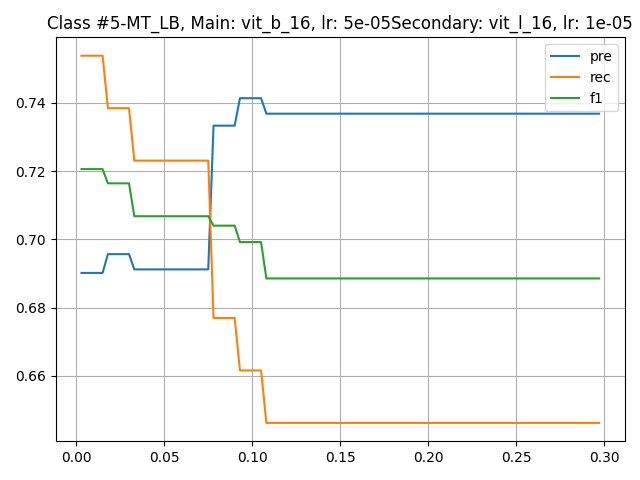 Class #5-MT_LB, Main: vit_b_16, lr: 5e-05Secondary: vit_l_16, lr: 1e-05
pre
rec
f1
0.74
0.72
0.70
0.68
0.66
0.00 0.05 0.10 0.15 0.20 0.25 0.30